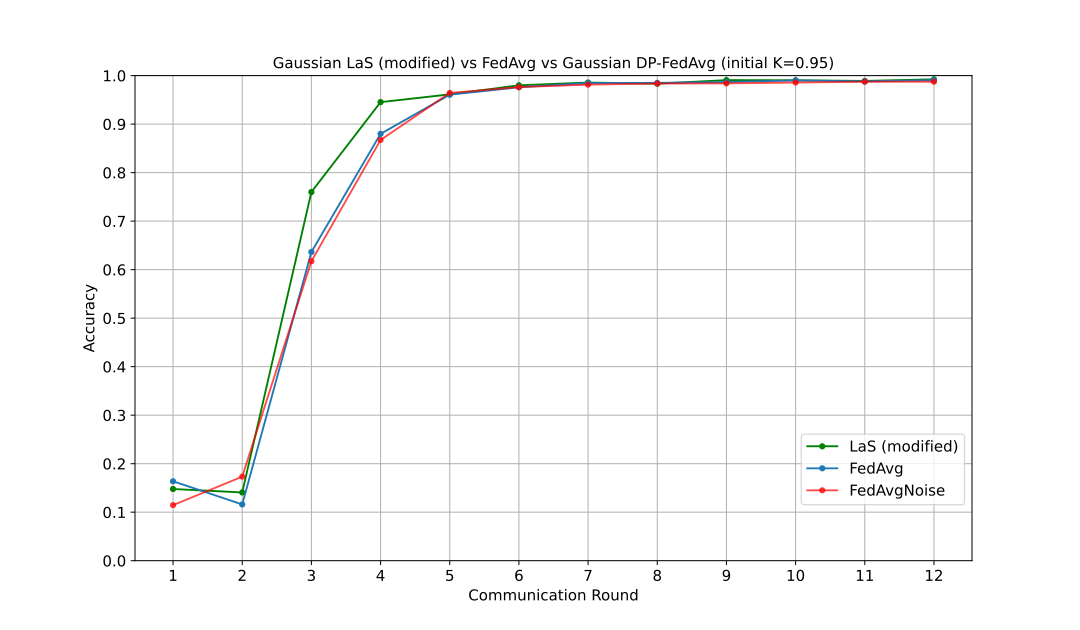 Gaussian LaS (modified) vs FedAvg vs Gaussian DP-FedAvg (initial K=0.95)
1.0
0.9
0.8
0.7
0.6
0.5
0.4
0.3
0.2
0.1
0.0
Accuracy
LaS (modified)
FedAvg
FedAvgNoise
1 2 3 4 5 6 7 8 9 10 11 12
Communication Round